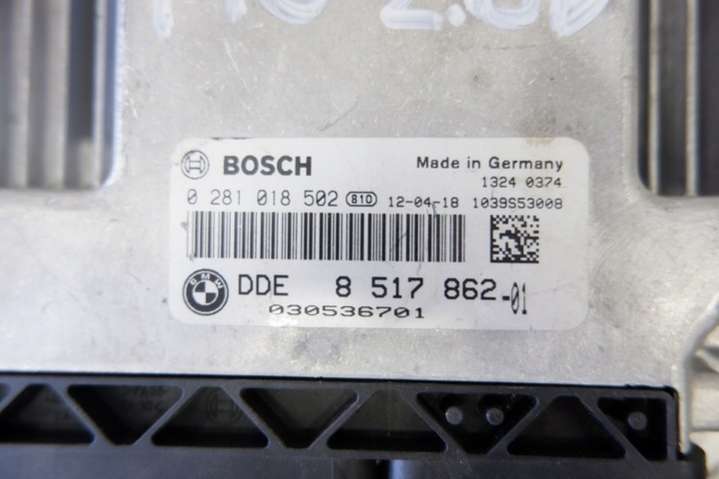 BOSCH Made in Germany
1324 0374
0 281 018 502 810 12-04-18 1039S53008
BMW DDE 8 517 862-01
030536701